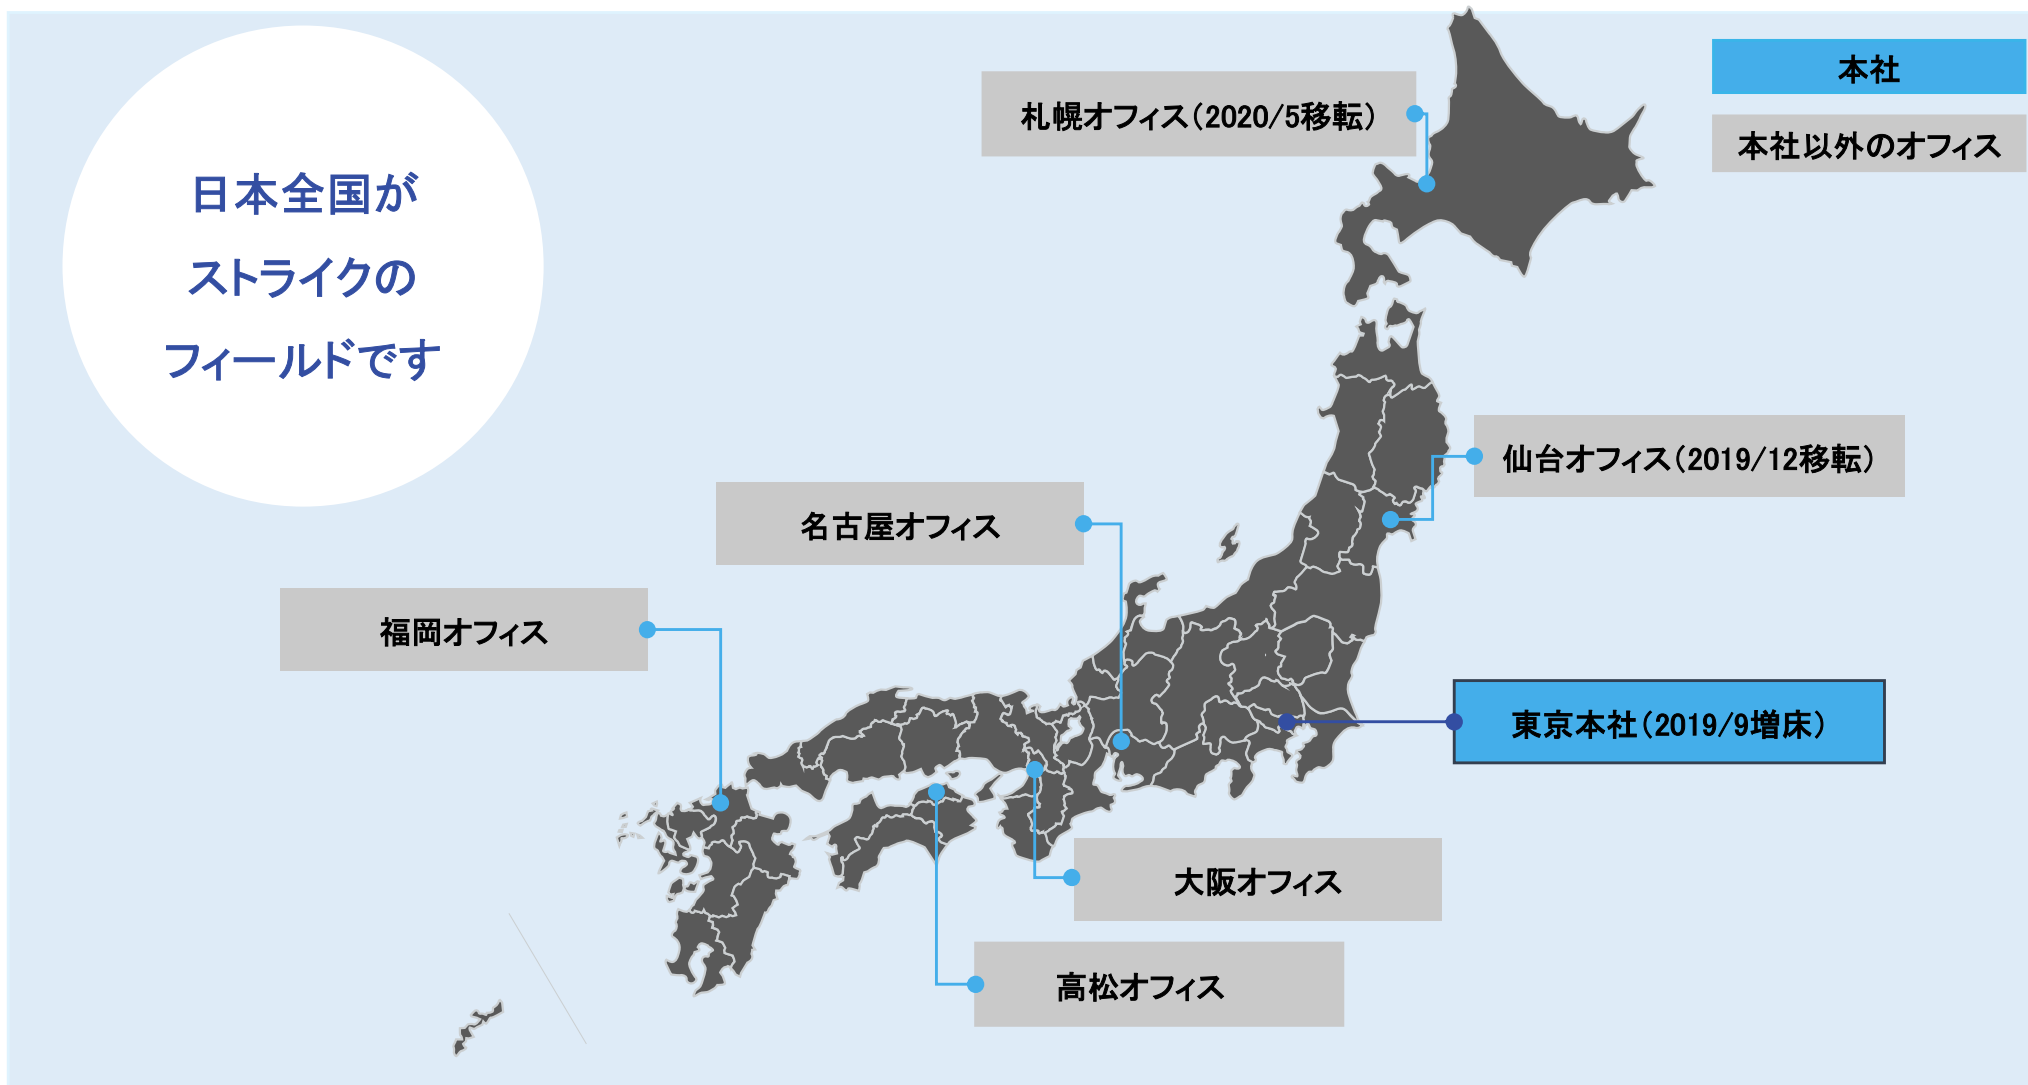 日本全国が
ストライクの
フィールドです
本社
本社以外のオフィス
札幌オフィス（2020/5移転）
仙台オフィス（2019/12移転）
名古屋オフィス
福岡オフィス
東京本社（2019/9増床）
大阪オフィス
高松オフィス